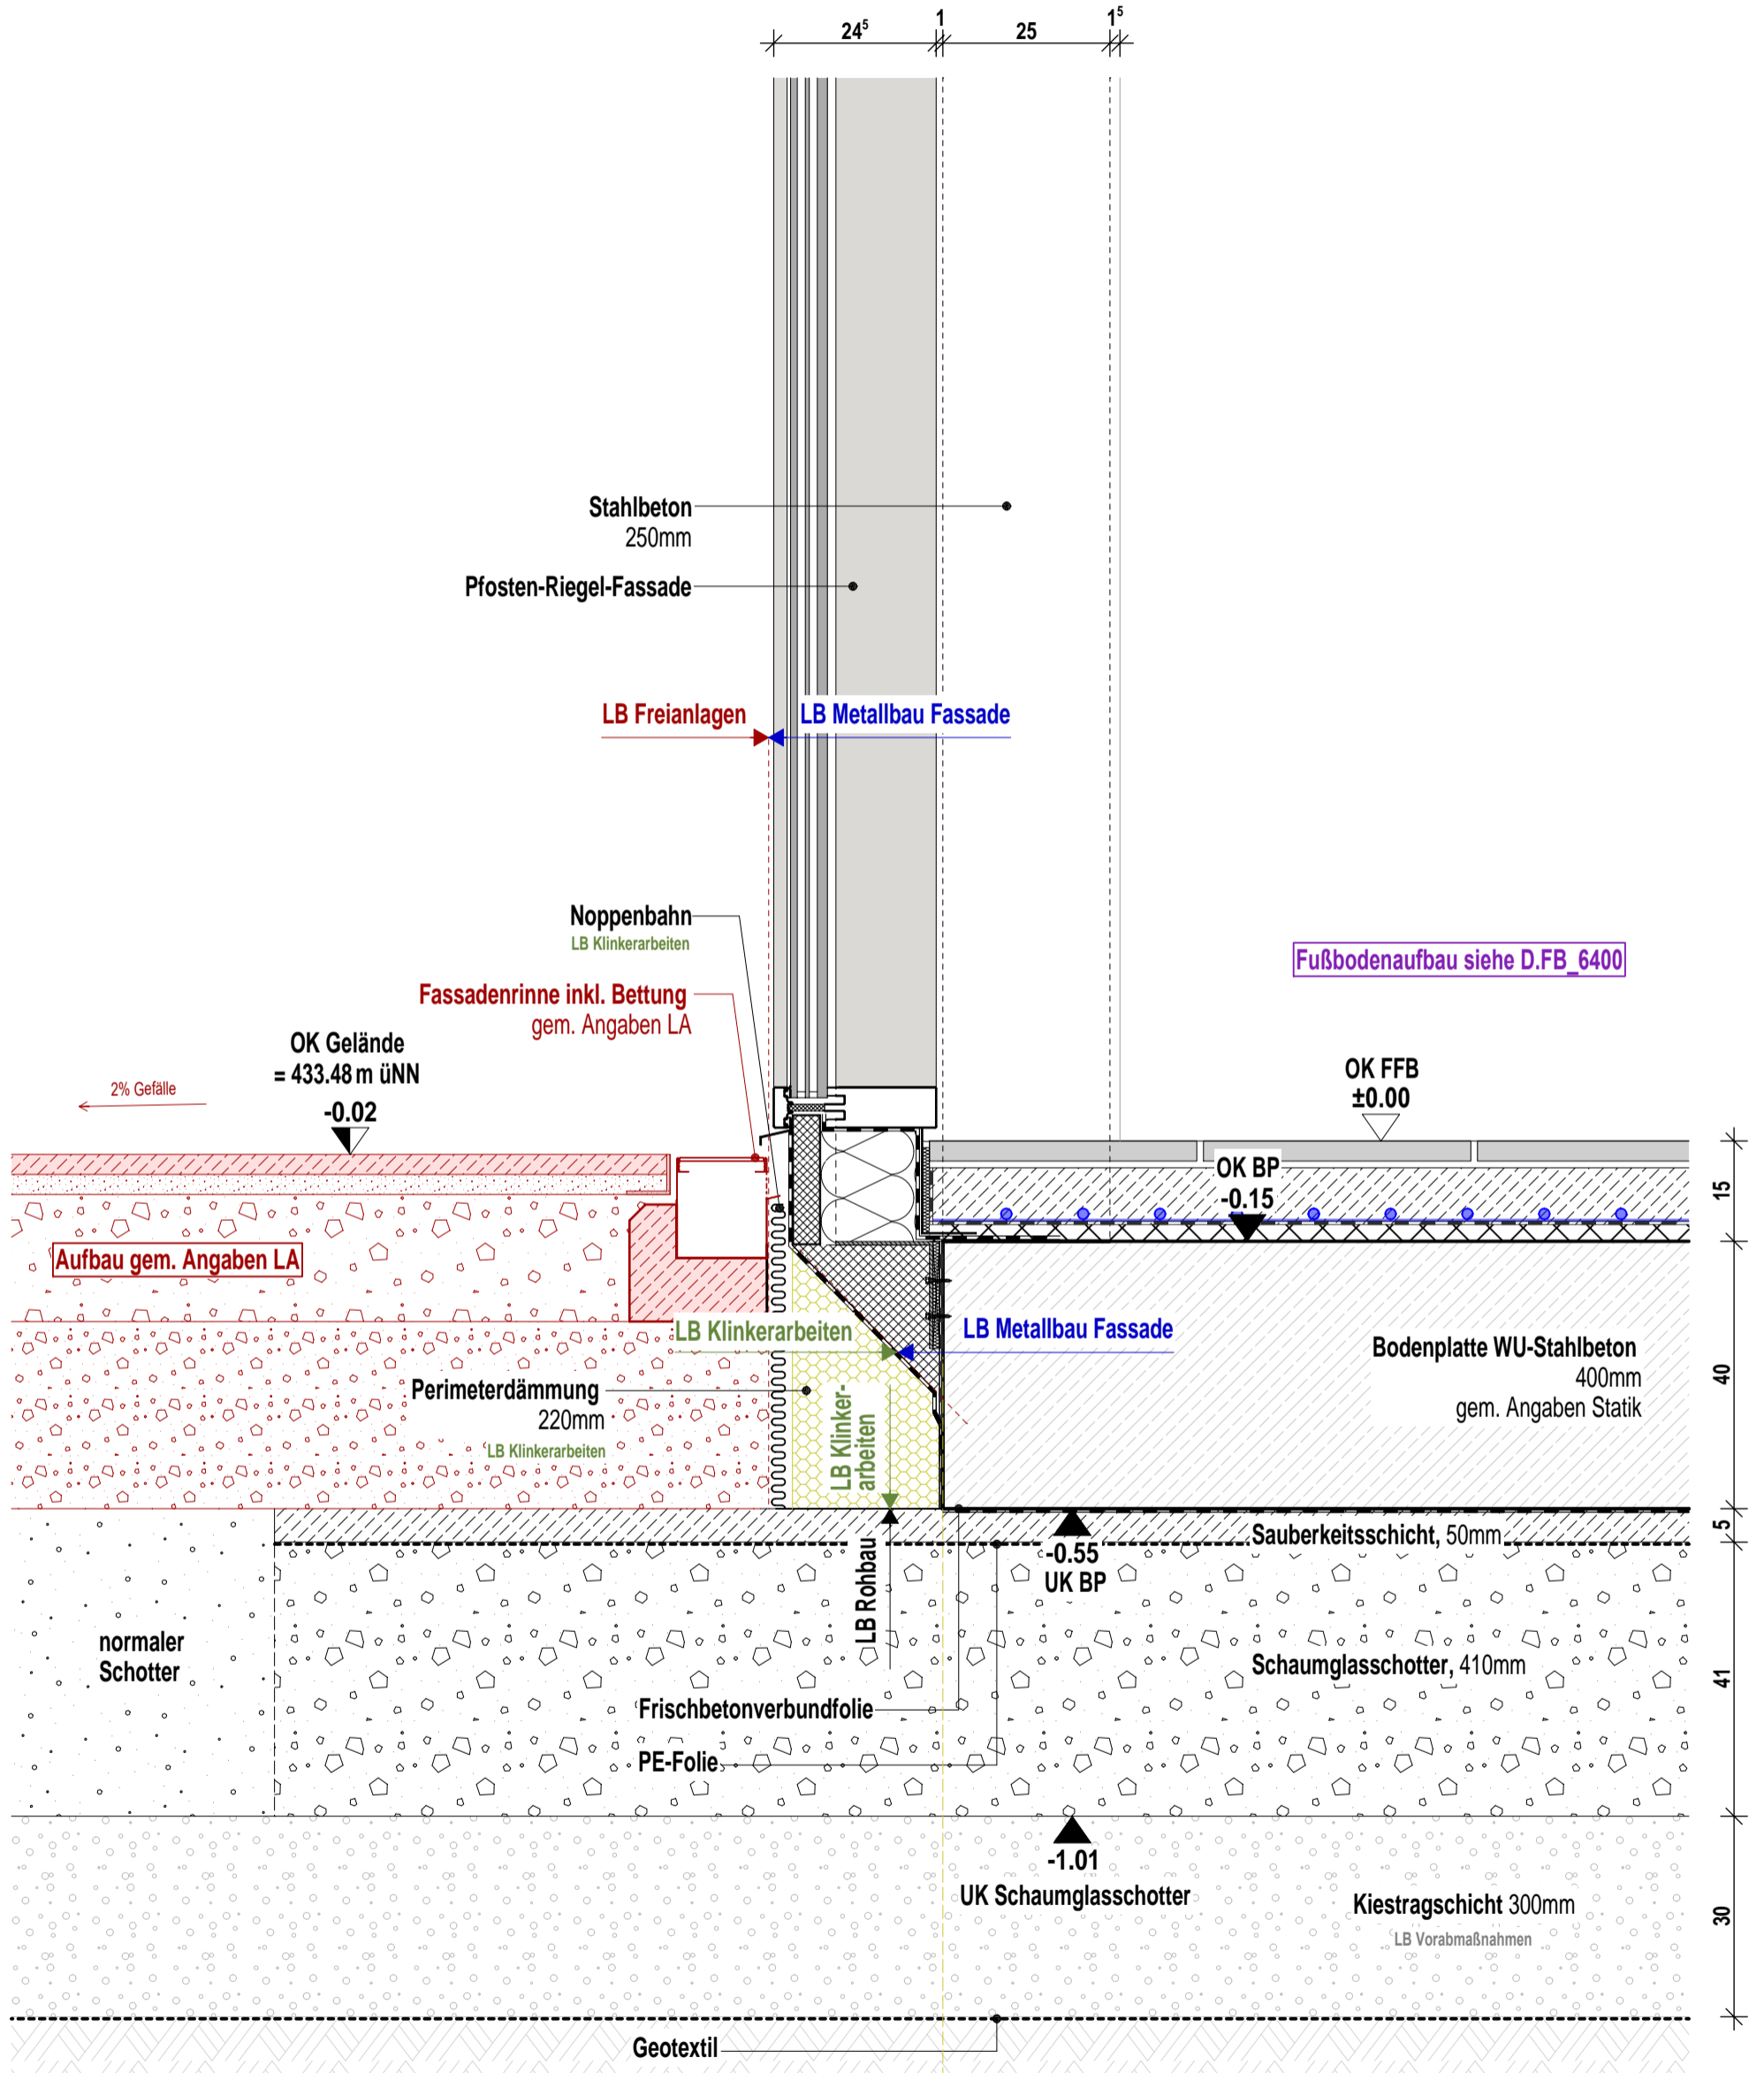 24⁵
1
25
1⁵
Stahlbeton
250mm
Pfosten-Riegel-Fassade
LB Freianlagen
LB Metallbau Fassade
Noppenbahn
LB Klinkerarbeiten
Fußbodenaufbau siehe D.FB_6400
Fassadenrinne inkl. Bettung
gem. Angaben LA
OK Gelände
= 433.48 m üNN
-0.02
2% Gefälle
OK FFB
±0.00
OK BP
-0.15
15
Aufbau gem. Angaben LA
LB Klinkerarbeiten
LB Metallbau Fassade
Bodenplatte WU-Stahlbeton
400mm
gem. Angaben Statik
40
Perimeterdämmung
220mm
LB Klinkerarbeiten
LB Klinker-
arbeiten
LB Rohbau
Sauberkeitsschicht, 50mm
5
-0.55
UK BP
normaler
Schotter
Schaumglasschotter, 410mm
41
Frischbetonverbundfolie
PE-Folie
-1.01
UK Schaumglasschotter
Kiestragschicht 300mm
LB Vorabmaßnahmen
30
Geotextil